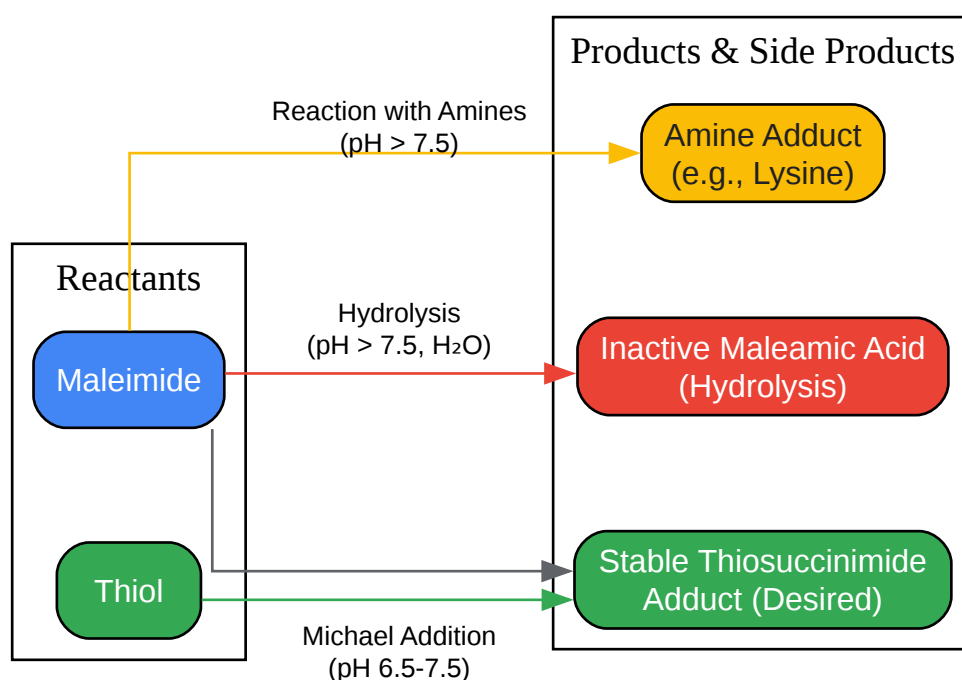 Products & Side Products
Reaction with Amines
(pH > 7.5)
Amine Adduct
(e.g., Lysine)
Reactants
Hydrolysis
(pH > 7.5, H₂O)
Maleimide
Inactive Maleamic Acid
(Hydrolysis)
Thiol
Stable Thiosuccinimide
Adduct (Desired)
Michael Addition
(pH 6.5-7.5)